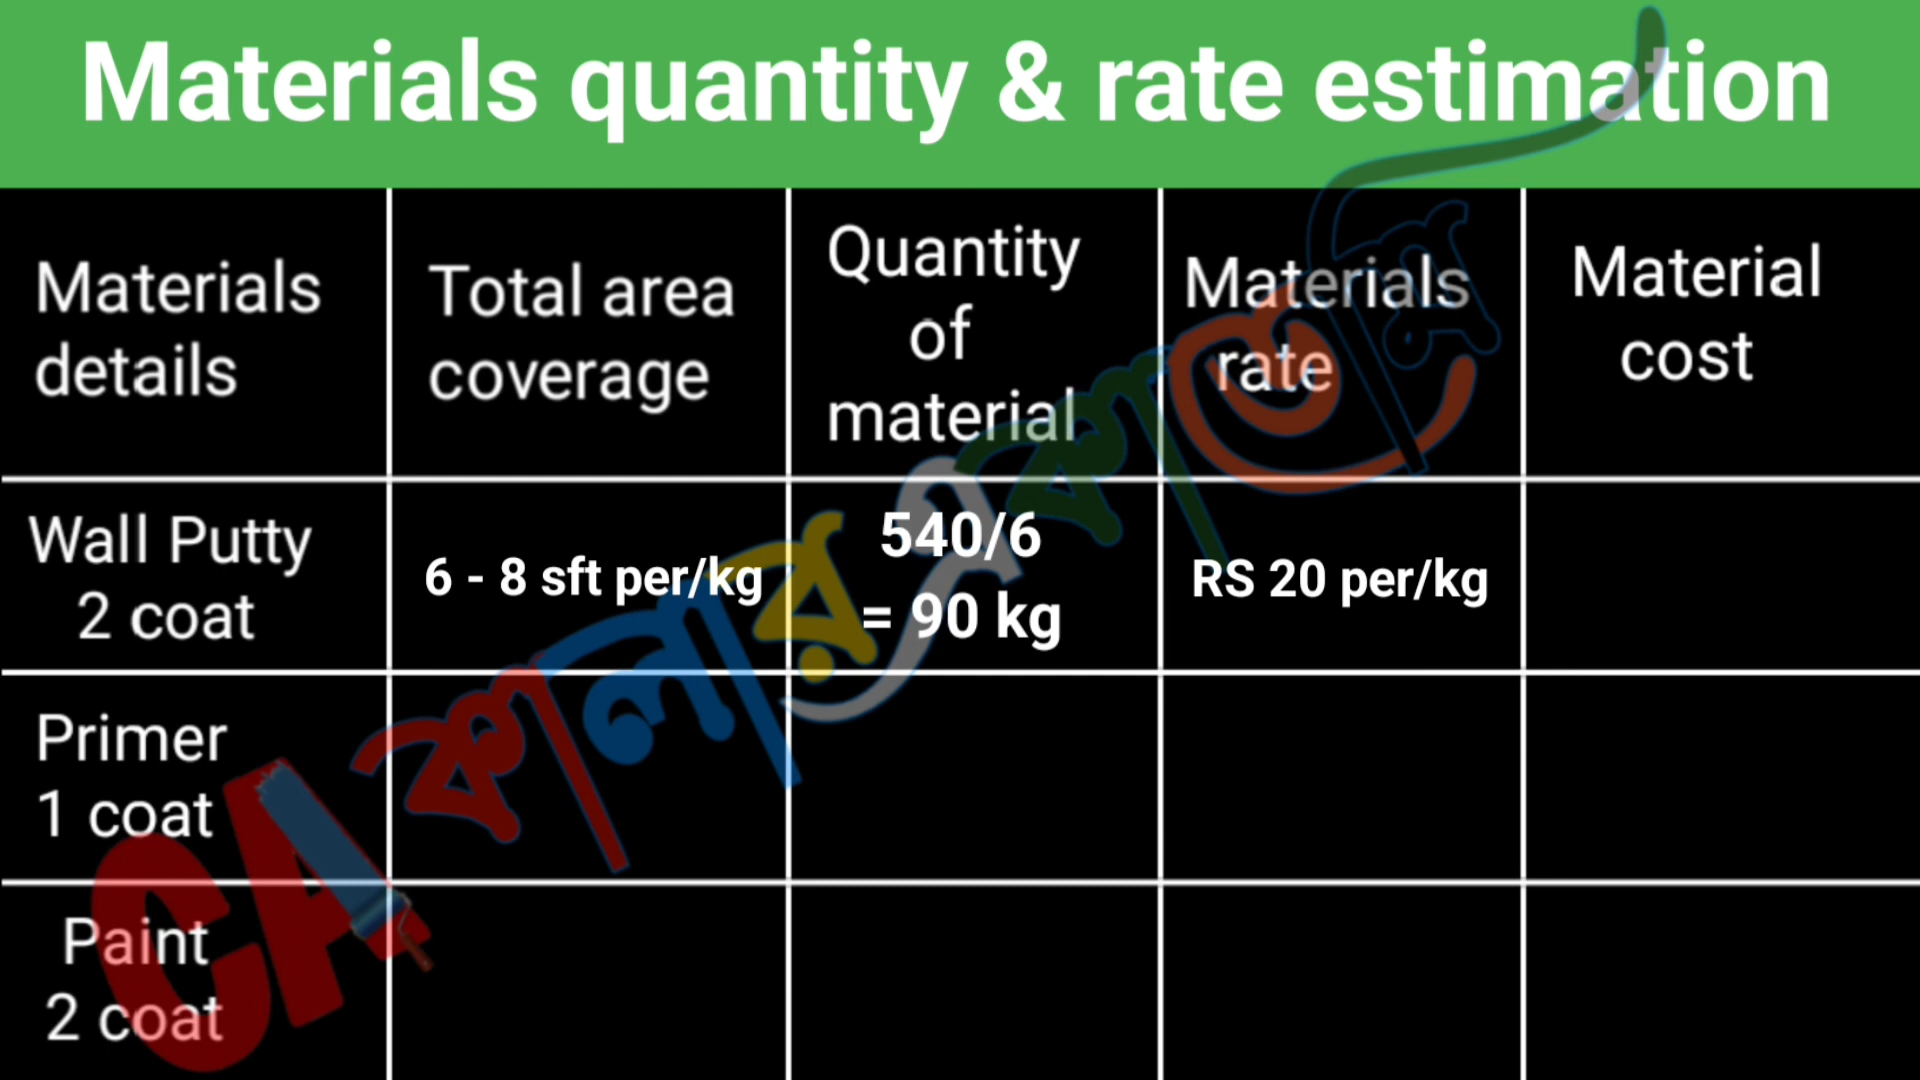 Materials quantity & rate estimation
Materials
details
Total area
coverage
Quantity
of
material
Materials
rate
Material
cost
Wall Putty
2 coat
6 - 8 sft per/kg
540/6
= 90 kg
RS 20 per/kg
Primer
1 coat
Paint
2 coat
CA কালার একাডেমি